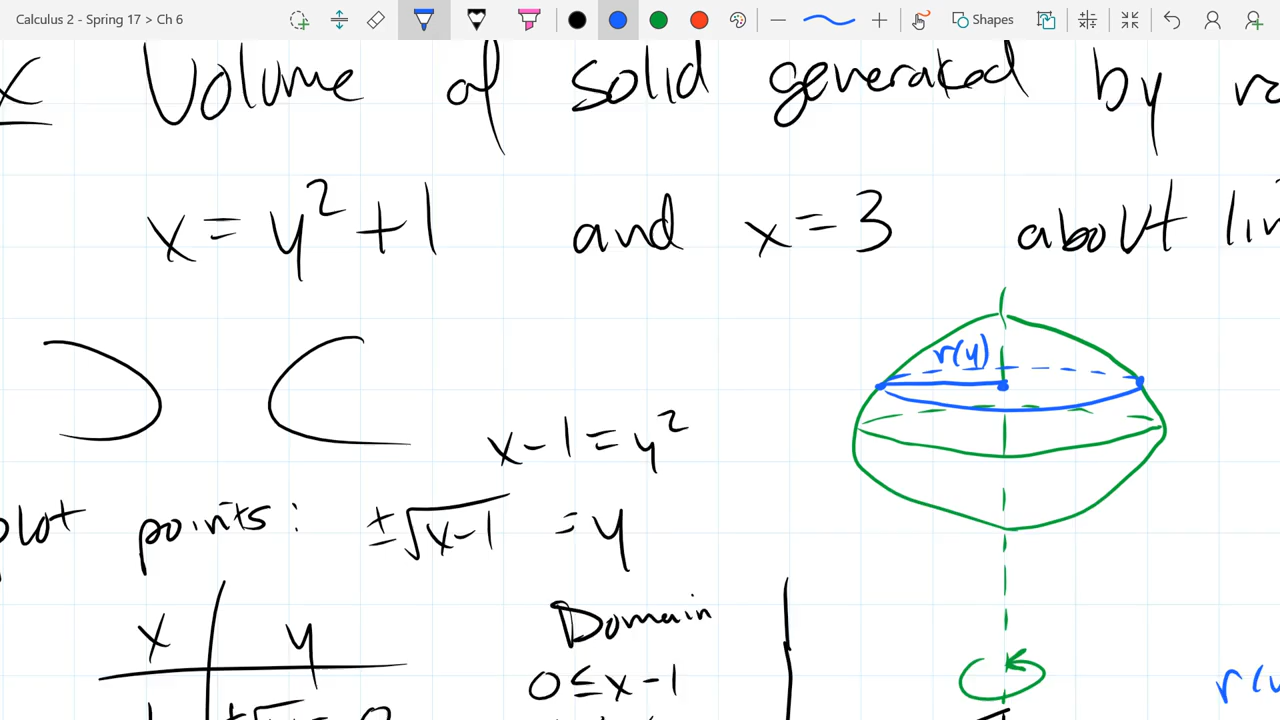 Calculus 2 - Spring 17 > Ch 6
Shapes
Volume of solid generated by
x = y² + 1 and x = 3 about
r(y)
x - 1 = y²
plot points: ±√(x-1) = y
x y
Domain
0 ≤ x - 1